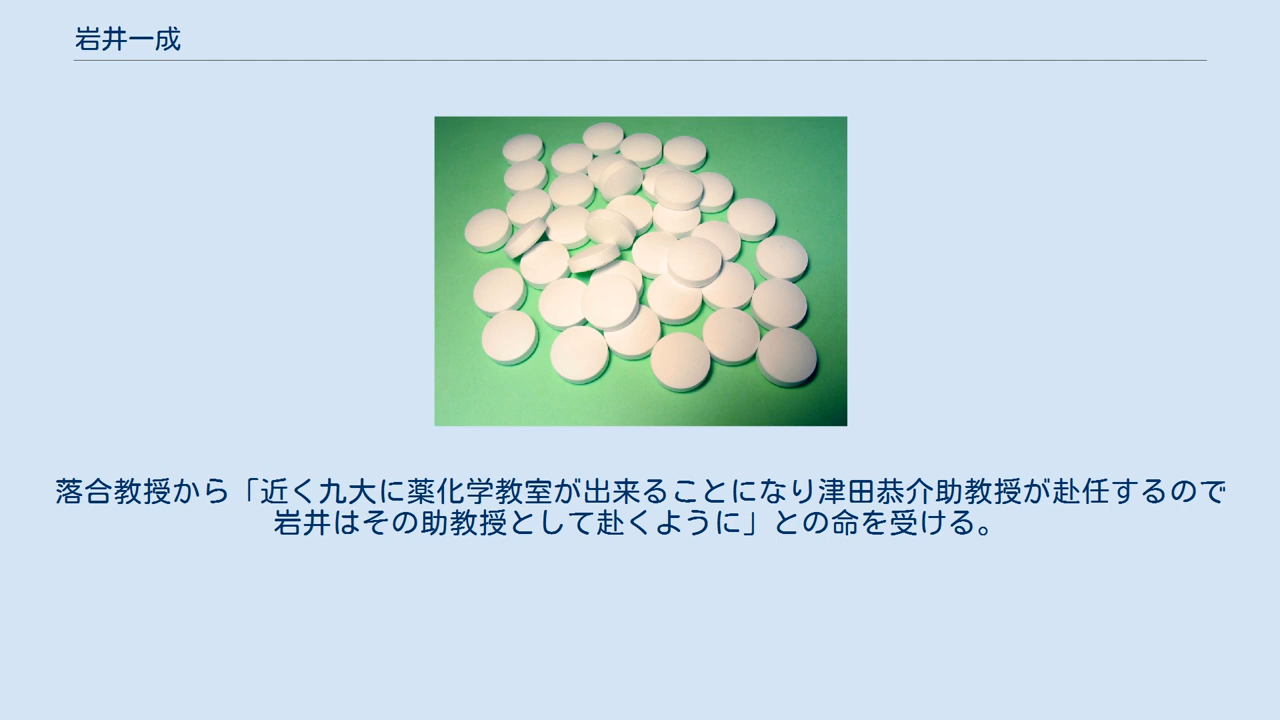 岩井一成
落合教授から「近く九大に薬化学教室が出来ることになり津田恭介助教授が赴任するので
岩井はその助教授として赴くように」との命を受ける。